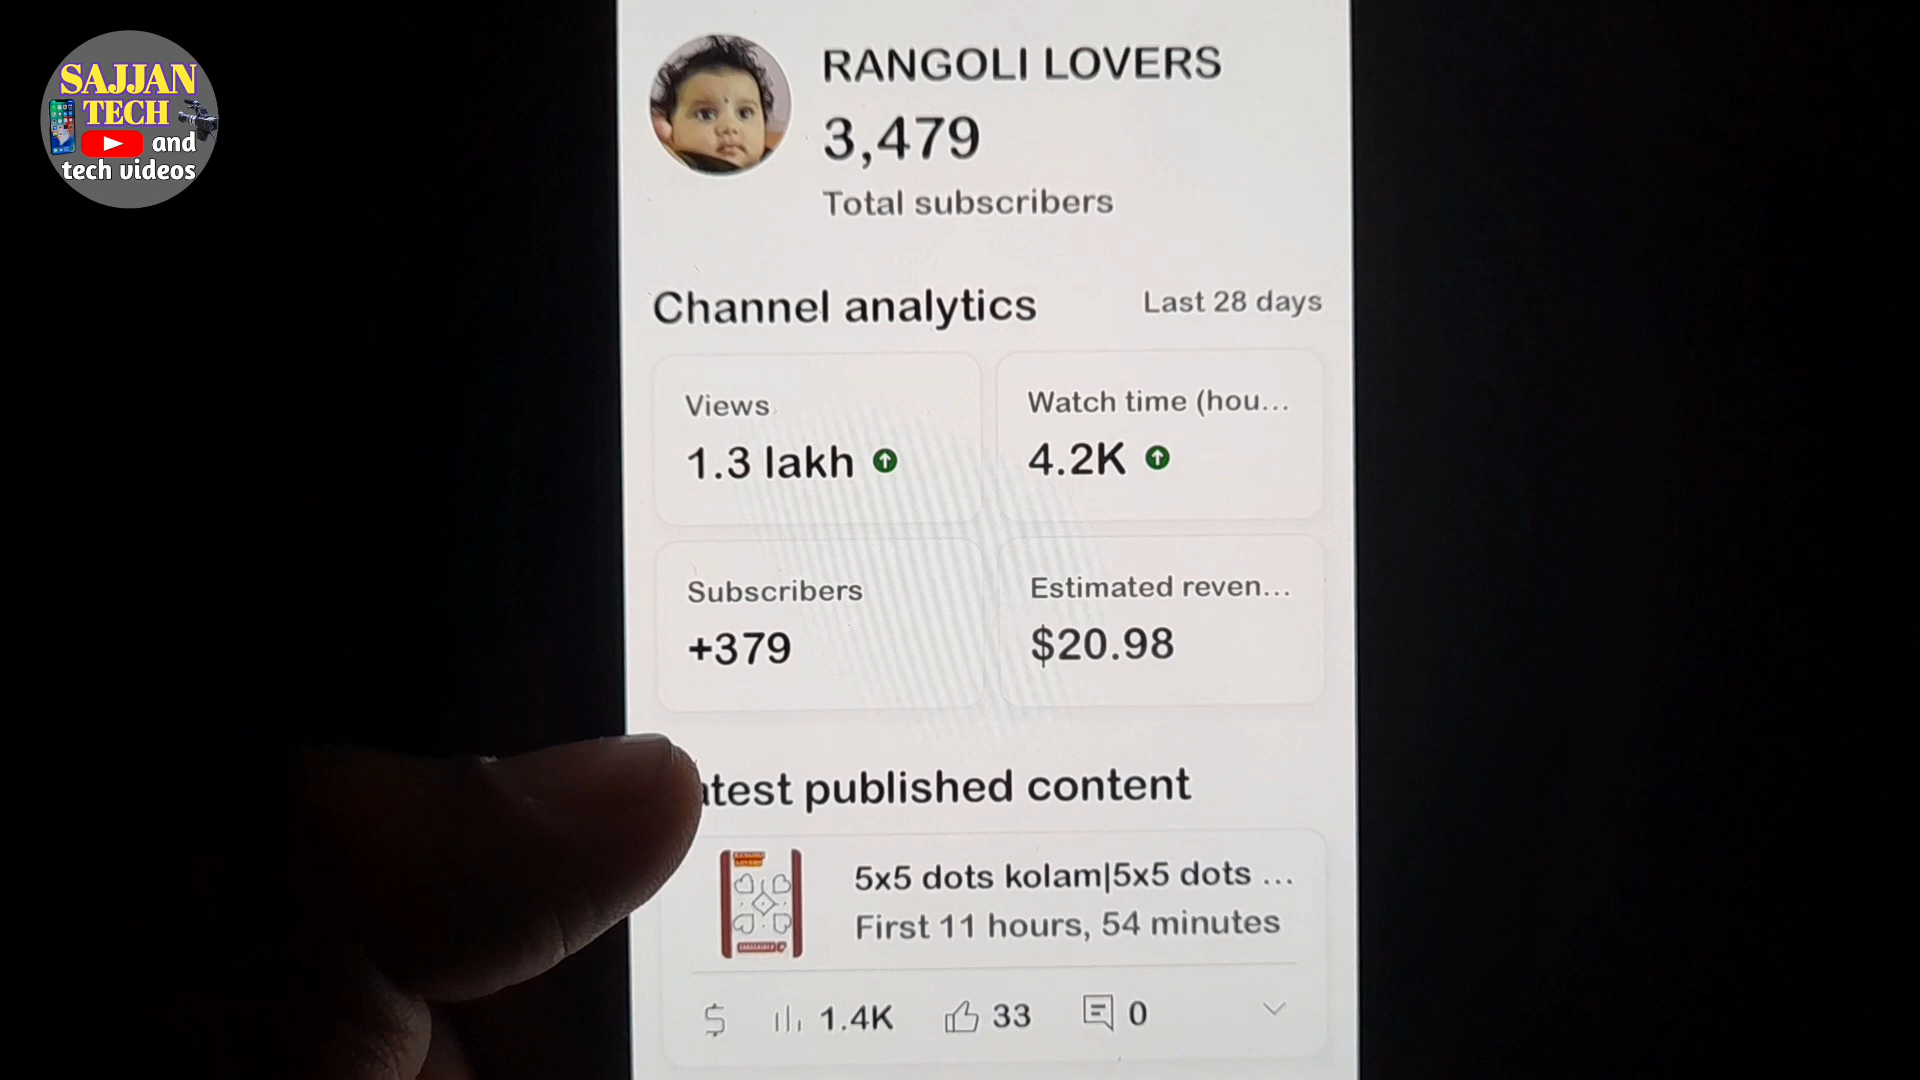 SAJJAN
TECH
and
tech videos
RANGOLI LOVERS
3,479
Total subscribers
Channel analytics
Last 28 days
Views
1.3 lakh
Watch time (hou...
4.2K
Subscribers
+379
Estimated reven...
$20.98
atest published content
5x5 dots kolam|5x5 dots ...
First 11 hours, 54 minutes
$
1.4K
33
0